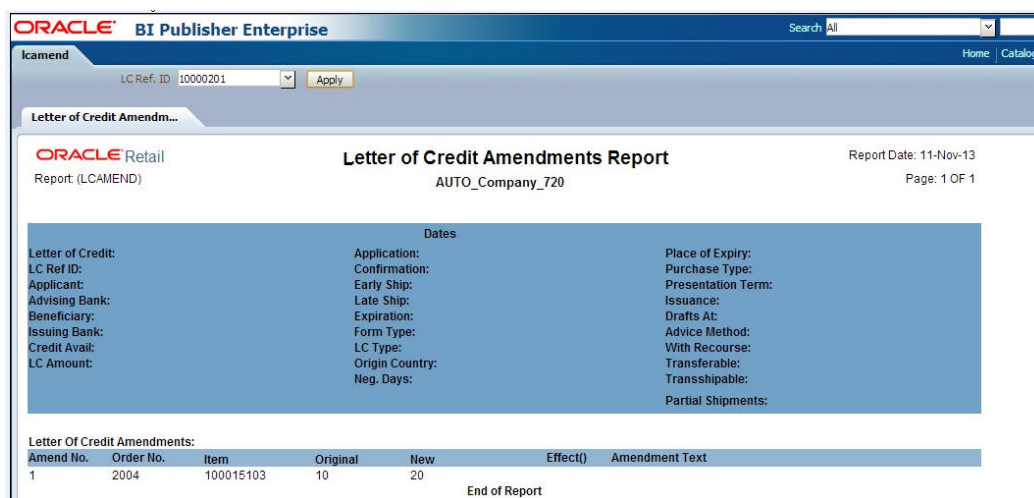 ORACLE BI Publisher Enterprise Search All
lcamend Home Catalog
LC Ref. ID 10000201 Apply
Letter of Credit Amendm...
ORACLE Retail Letter of Credit Amendments Report Report Date: 11-Nov-13
Report: (LCAMEND) AUTO_Company_720 Page: 1 OF 1
Dates
Letter of Credit: Application: Place of Expiry:
LC Ref ID: Confirmation: Purchase Type:
Applicant: Early Ship: Presentation Term:
Advising Bank: Late Ship: Issuance:
Beneficiary: Expiration: Drafts At:
Issuing Bank: Form Type: Advice Method:
Credit Avail: LC Type: With Recourse:
LC Amount: Origin Country: Transferable:
Neg. Days: Transshipable:
Partial Shipments:
Letter Of Credit Amendments:
Amend No. Order No. Item Original New Effect() Amendment Text
1 2004 100015103 10 20
End of Report